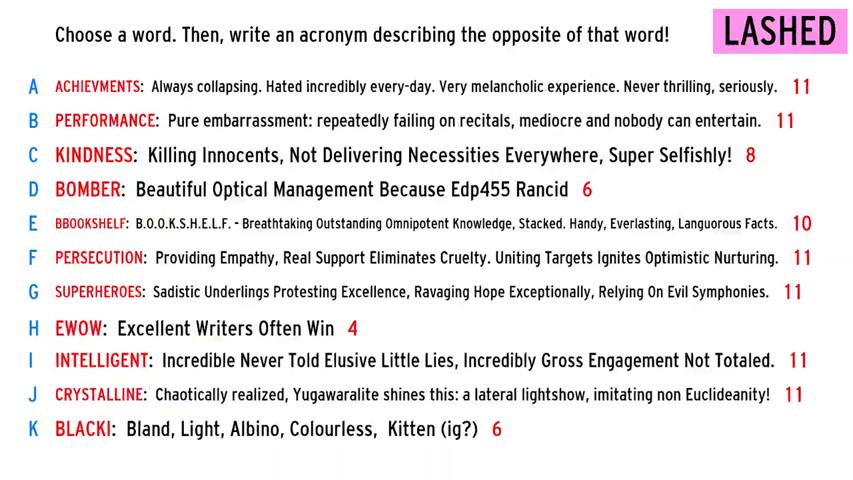 Choose a word. Then, write an acronym describing the opposite of that word!
LASHED
A ACHIEVMENTS: Always collapsing. Hated incredibly every-day. Very melancholic experience. Never thrilling, seriously. 11
B PERFORMANCE: Pure embarrassment: repeatedly failing on recitals, mediocre and nobody can entertain. 11
C KINDNESS: Killing Innocents, Not Delivering Necessities Everywhere, Super Selfishly! 8
D BOMBER: Beautiful Optical Management Because Edp455 Rancid 6
E BBOOKSHELF: B.O.O.K.S.H.E.L.F. - Breathtaking Outstanding Omnipotent Knowledge, Stacked. Handy, Everlasting, Languorous Facts. 10
F PERSECUTION: Providing Empathy, Real Support Eliminates Cruelty. Uniting Targets Ignites Optimistic Nurturing. 11
G SUPERHEROES: Sadistic Underlings Protesting Excellence, Ravaging Hope Exceptionally, Relying On Evil Symphonies. 11
H EWOW: Excellent Writers Often Win 4
I INTELLIGENT: Incredible Never Told Elusive Little Lies, Incredibly Gross Engagement Not Totaled. 11
J CRYSTALLINE: Chaotically realized, Yugawaralite shines this: a lateral lightshow, imitating non Euclideanity! 11
K BLACKI: Bland, Light, Albino, Colourless, Kitten (ig?) 6